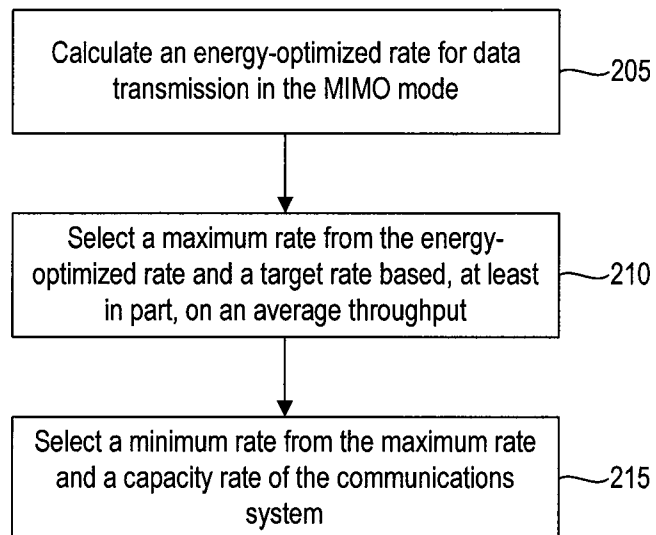 Calculate an energy-optimized rate for data
transmission in the MIMO mode
205
Select a maximum rate from the energy-
optimized rate and a target rate based, at least
in part, on an average throughput
210
Select a minimum rate from the maximum rate
and a capacity rate of the communications
system
215